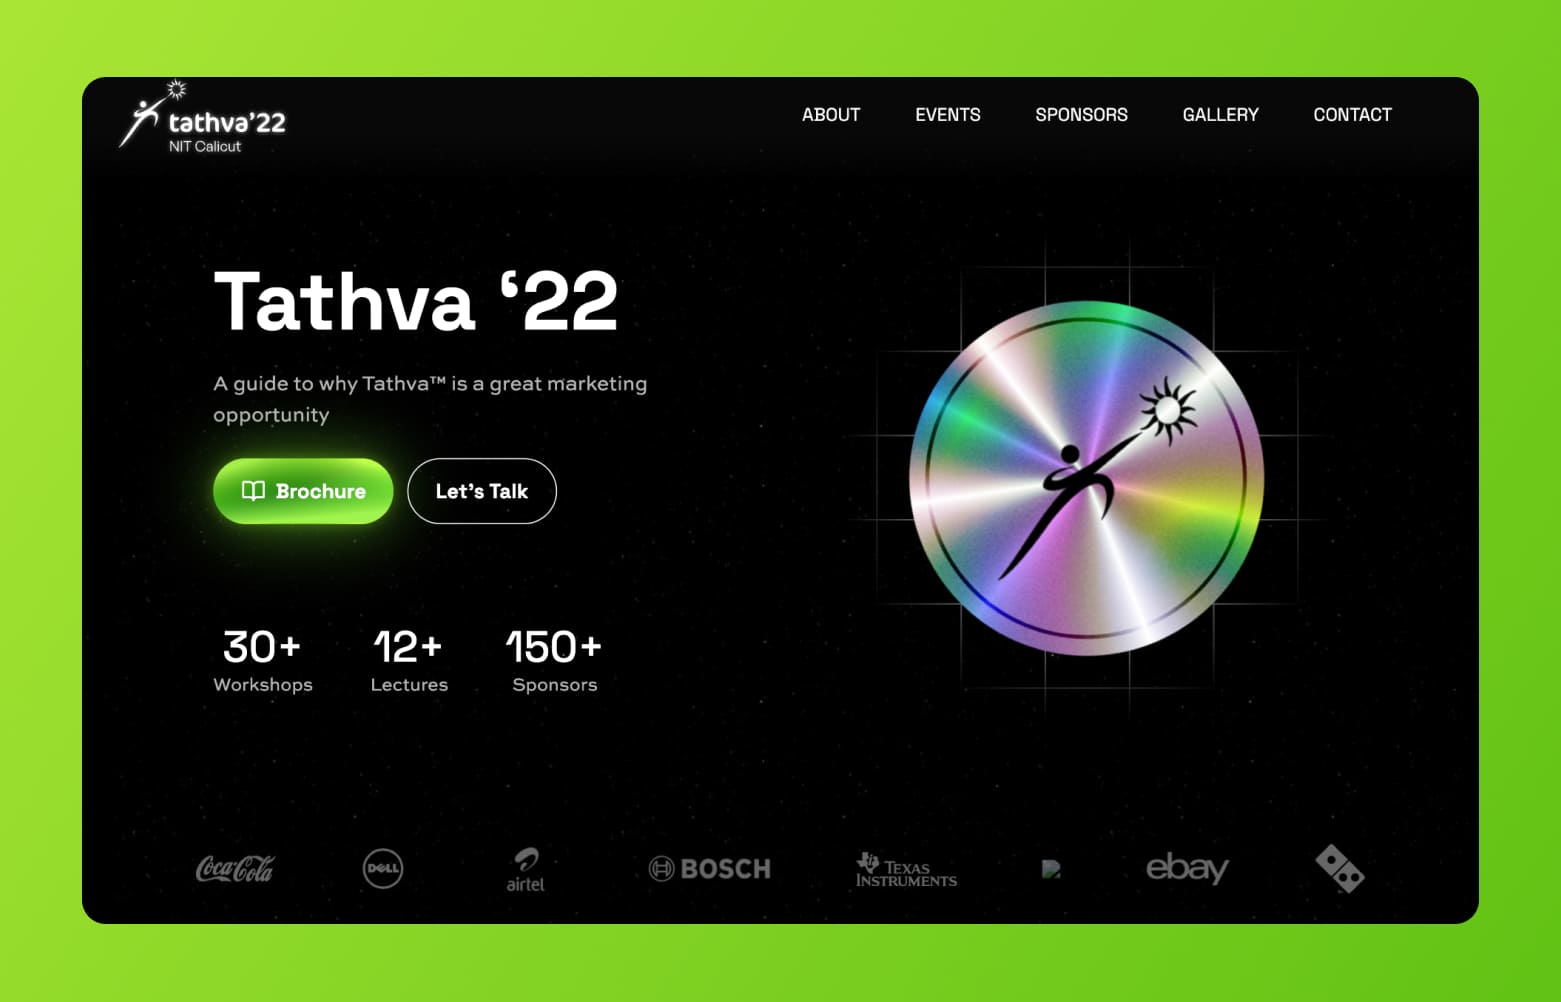 tathva’22
NIT Calicut
ABOUT EVENTS SPONSORS GALLERY CONTACT
Tathva ‘22
A guide to why Tathva™ is a great marketing
opportunity
Brochure Let’s Talk
30+ 12+ 150+
Workshops Lectures Sponsors
Coca-Cola DELL airtel BOSCH TEXAS INSTRUMENTS ebay